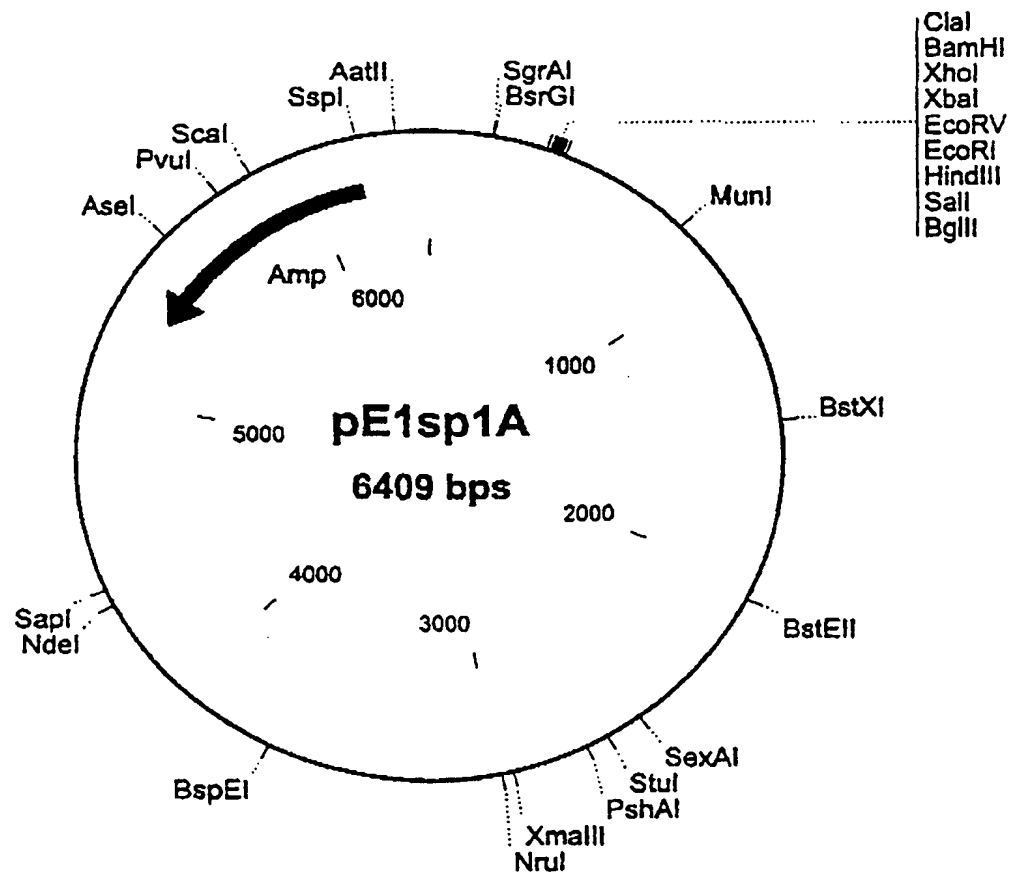 ClaI
BamHI
XhoI
XbaI
EcoRV
EcoRI
HindIII
SalI
BglII
AatII
SspI
SgrAI
BsrGI
ScaI
PvuI
AseI
MunI
Amp
6000
1000
BstXI
5000
pE1sp1A
6409 bps
2000
4000
3000
SapI
NdeI
BstEII
BspEI
SexAI
StuI
PshAI
XmaIII
NruI